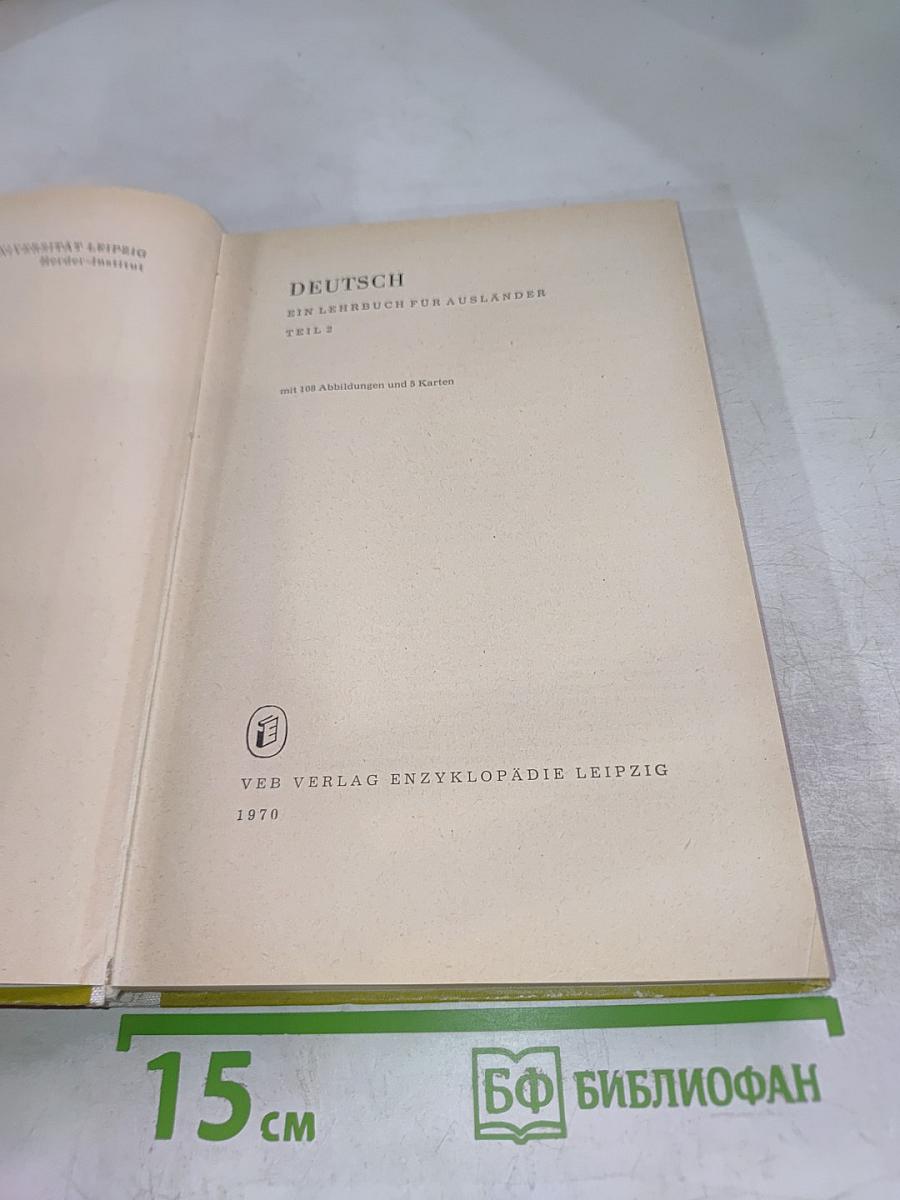 UNIVERSITÄT LEIPZIG
Herder-Institut
DEUTSCH
EIN LEHRBUCH FÜR AUSLÄNDER
TEIL 2
mit 108 Abbildungen und 5 Karten
VEB VERLAG ENZYKLOPÄDIE LEIPZIG
1970
15 см
БФ БИБЛИОФАН